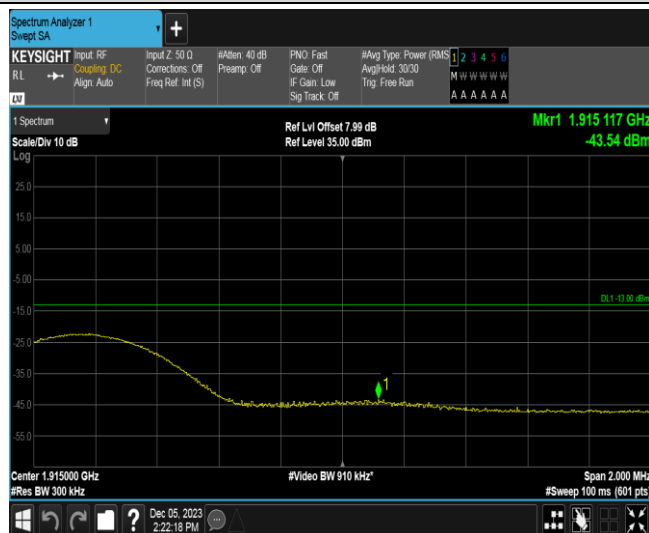 Spectrum Analyzer 1
Swept SA
KEYSIGHT
RL
LXI
Input: RF
Coupling: DC
Align: Auto
Input Z: 50 Ω
Corrections: Off
Freq Ref: Int (S)
#Atten: 40 dB
Preamp: Off
PNO: Fast
Gate: Off
IF Gain: Low
Sig Track: Off
#Avg Type: Power (RMS
Avg|Hold: 30/30
Trig: Free Run
1 2 3 4 5 6
M W W W W W
A A A A A A
1 Spectrum
Scale/Div 10 dB
Ref Lvl Offset 7.99 dB
Ref Level 35.00 dBm
Mkr1 1.915 117 GHz
-43.54 dBm
Log
25.0
15.0
5.00
-5.00
-15.0
-25.0
-35.0
-45.0
-55.0
DL1 -13.00 dBm
1
Center 1.915000 GHz
#Res BW 300 kHz
#Video BW 910 kHz*
Span 2.000 MHz
#Sweep 100 ms (601 pts)
?
Dec 05, 2023
2:22:18 PM